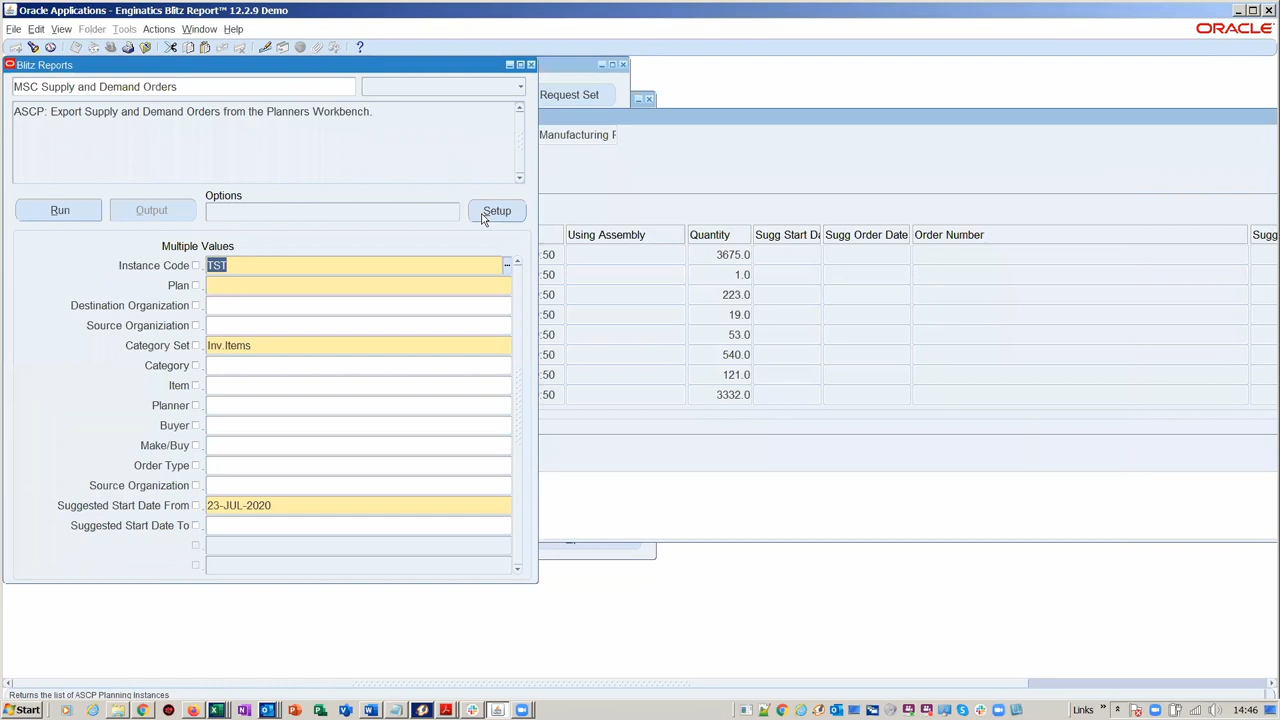 Oracle Applications - Enginatics Blitz Report™ 12.2.9 Demo
File Edit View Folder Tools Actions Window Help
ORACLE
Blitz Reports
MSC Supply and Demand Orders
Request Set
ASCP: Export Supply and Demand Orders from the Planners Workbench.
Manufacturing
Options
Run Output Setup
Using Assembly Quantity Sugg Start Da Sugg Order Date Order Number Sugg
Multiple Values
:50 3675.0
Instance Code TST
:50 1.0
Plan
:50 223.0
Destination Organization
:50 19.0
Source Organiziation
:50 53.0
Category Set Inv.Items
:50 540.0
Category
:50 121.0
Item
:50 3332.0
Planner
Buyer
Make/Buy
Order Type
Source Organization
Suggested Start Date From 23-JUL-2020
Suggested Start Date To
Returns the list of ASCP Planning Instances
Start Links 14:46